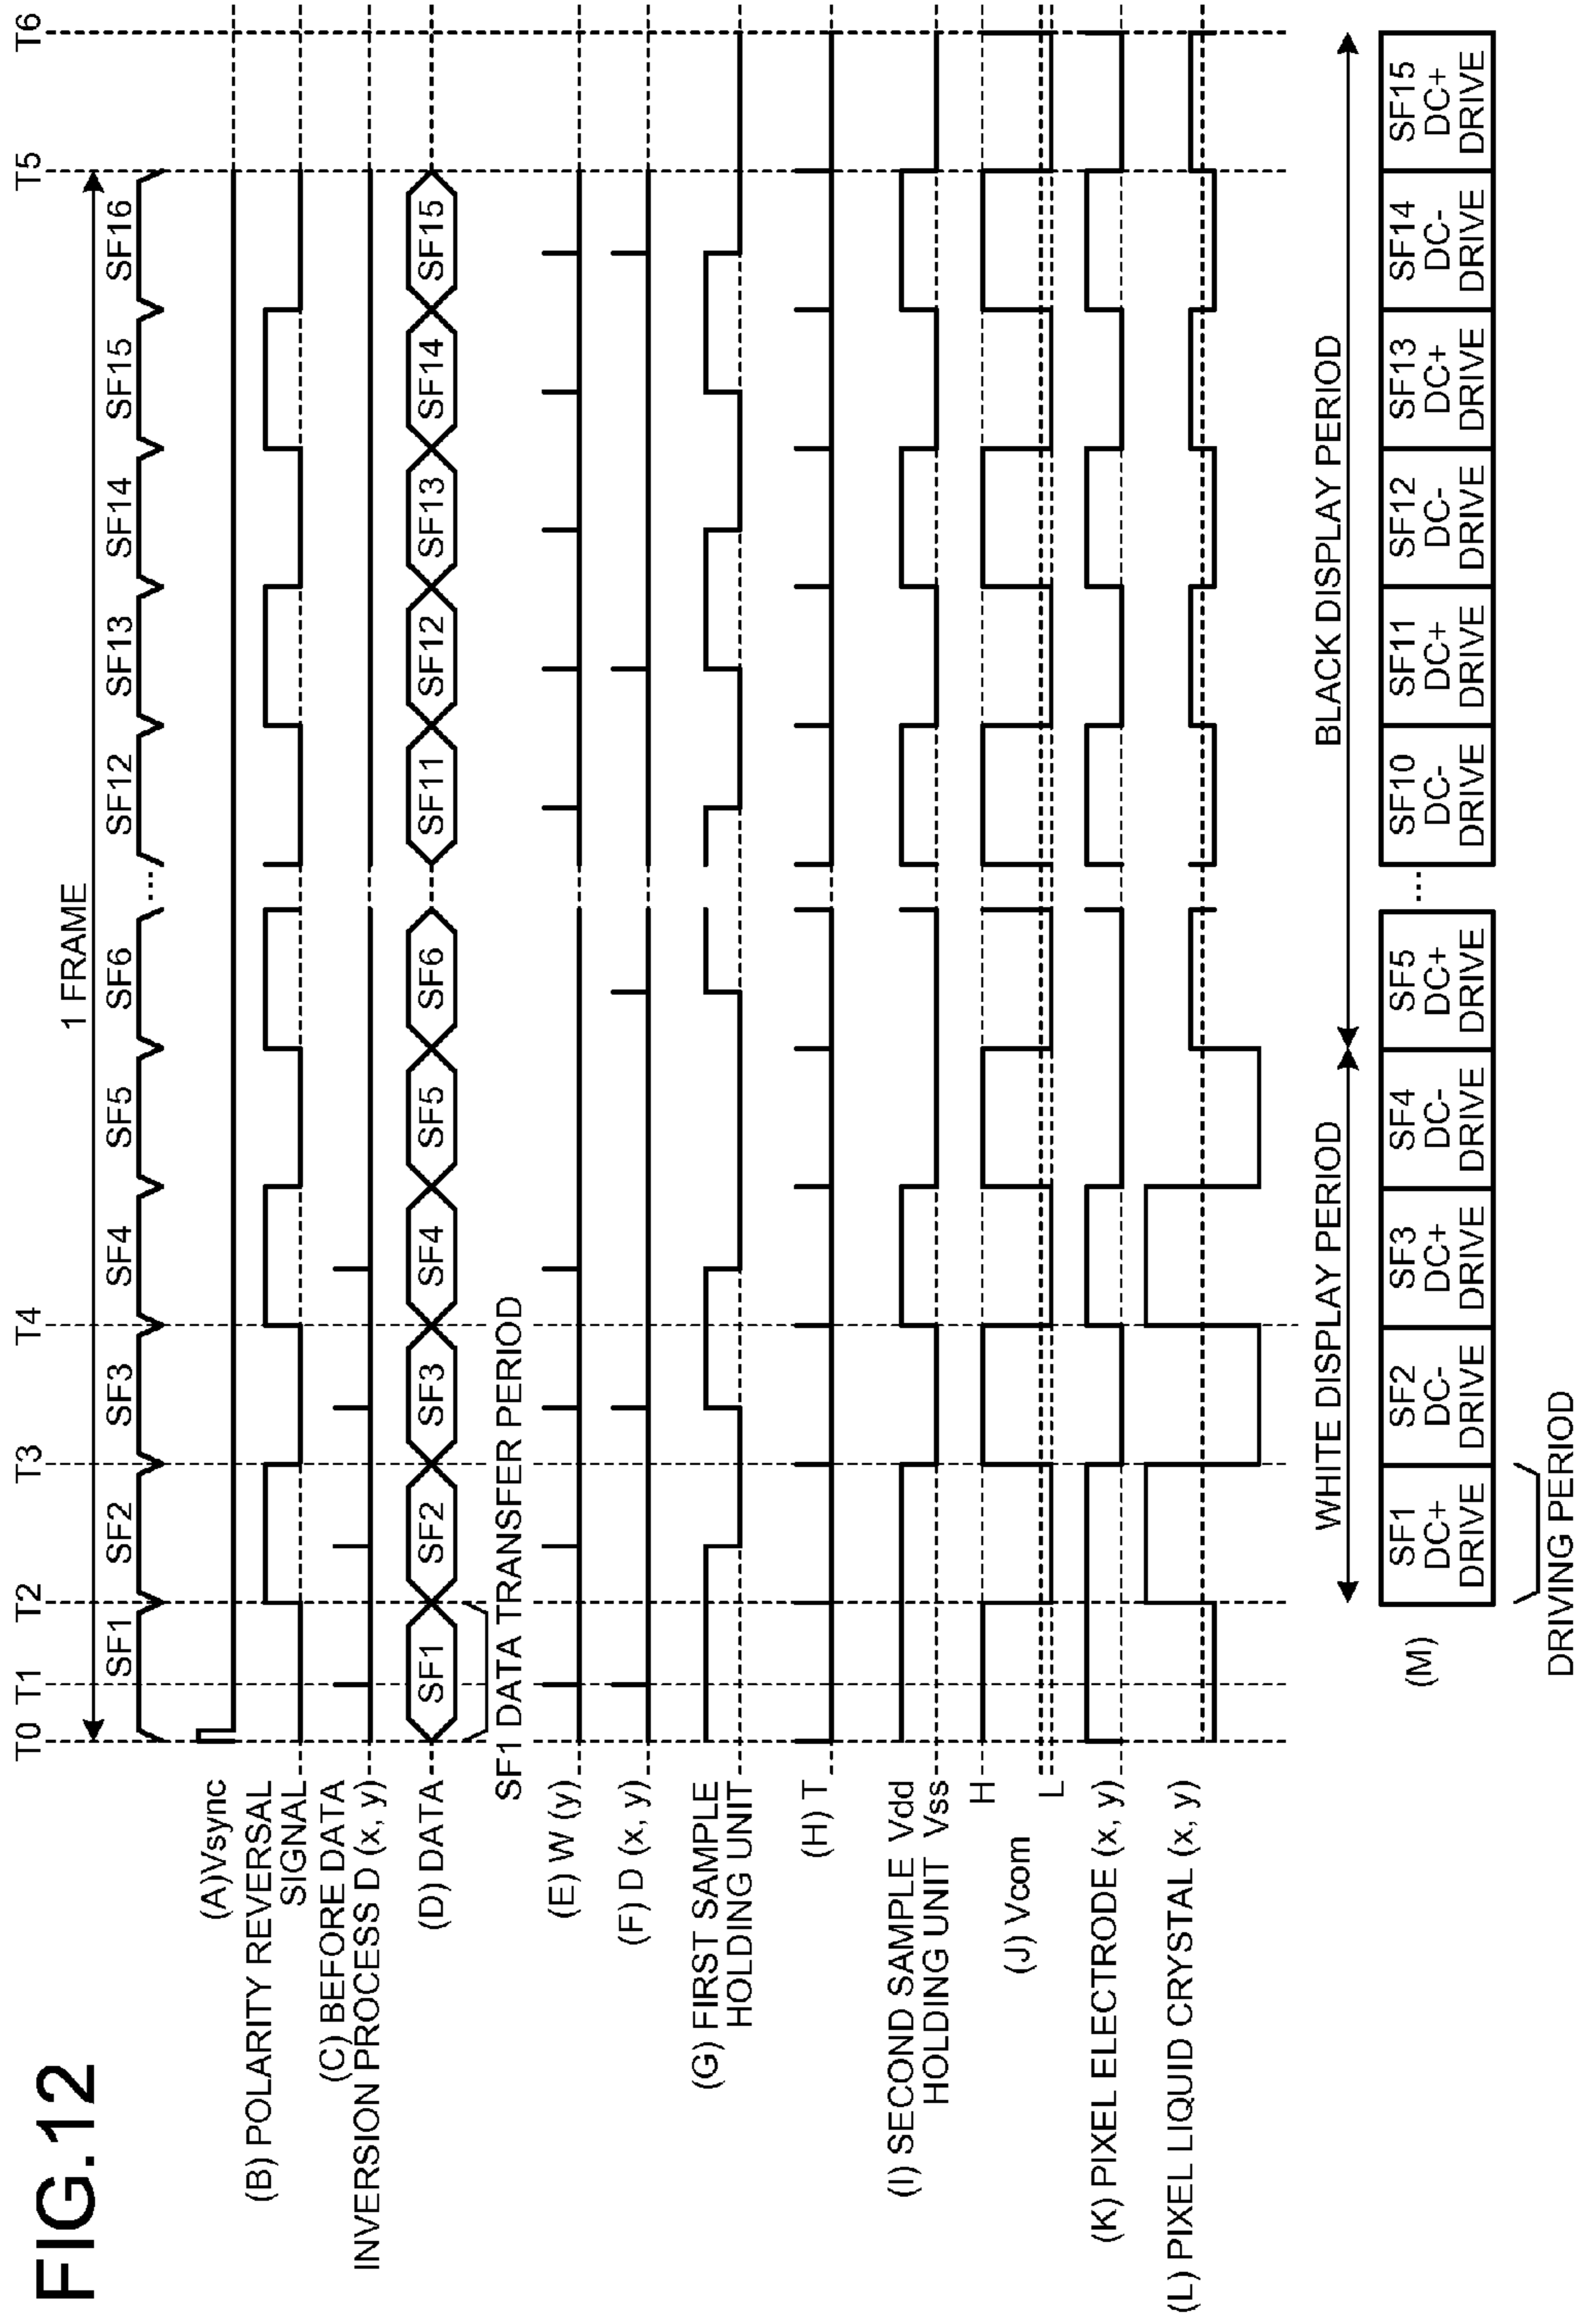 FIG.12
T0 T1 T2 T3 T4 T5 T6
1 FRAME
SF1 SF2 SF3 SF4 SF5 SF6 ···· SF12 SF13 SF14 SF15 SF16
(A)Vsync
(B) POLARITY REVERSAL
SIGNAL
(C) BEFORE DATA
INVERSION PROCESS D (x, y)
(D) DATA
SF1 SF2 SF3 SF4 SF5 SF6 SF11 SF12 SF13 SF14 SF15
SF1 DATA TRANSFER PERIOD
(E) W (y)
(F) D (x, y)
(G) FIRST SAMPLE
HOLDING UNIT
(H) T
(I) SECOND SAMPLE Vdd
HOLDING UNIT Vss
H
(J) Vcom
L
(K) PIXEL ELECTRODE (x, y)
(L) PIXEL LIQUID CRYSTAL (x, y)
WHITE DISPLAY PERIOD BLACK DISPLAY PERIOD
(M)
SF1 SF2 SF3 SF4 SF5 ···· SF10 SF11 SF12 SF13 SF14 SF15
DC+ DC- DC+ DC- DC+ DC- DC+ DC- DC+ DC- DC+
DRIVE DRIVE DRIVE DRIVE DRIVE DRIVE DRIVE DRIVE DRIVE DRIVE DRIVE
DRIVING PERIOD